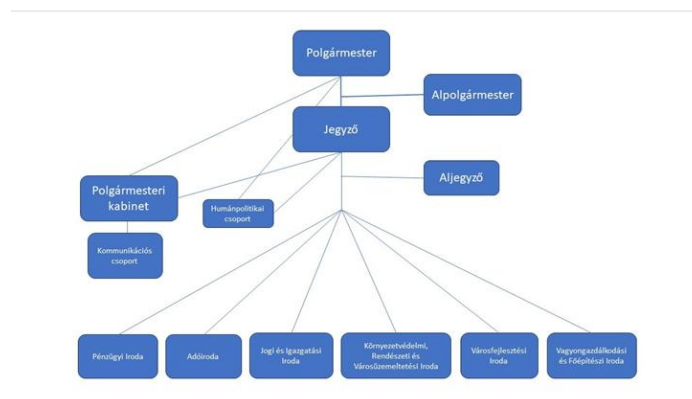 Polgármester
Alpolgármester
Jegyző
Aljegyző
Polgármesteri
kabinet
Humánpolitikai
csoport
Kommunikációs
csoport
Pénzügyi Iroda
Adóiroda
Jogi és Igazgatási
Iroda
Környezetvédelmi,
Rendészeti és
Városüzemeltetési Iroda
Városfejlesztési
Iroda
Vagyongazdálkodási
és Főépítészi Iroda